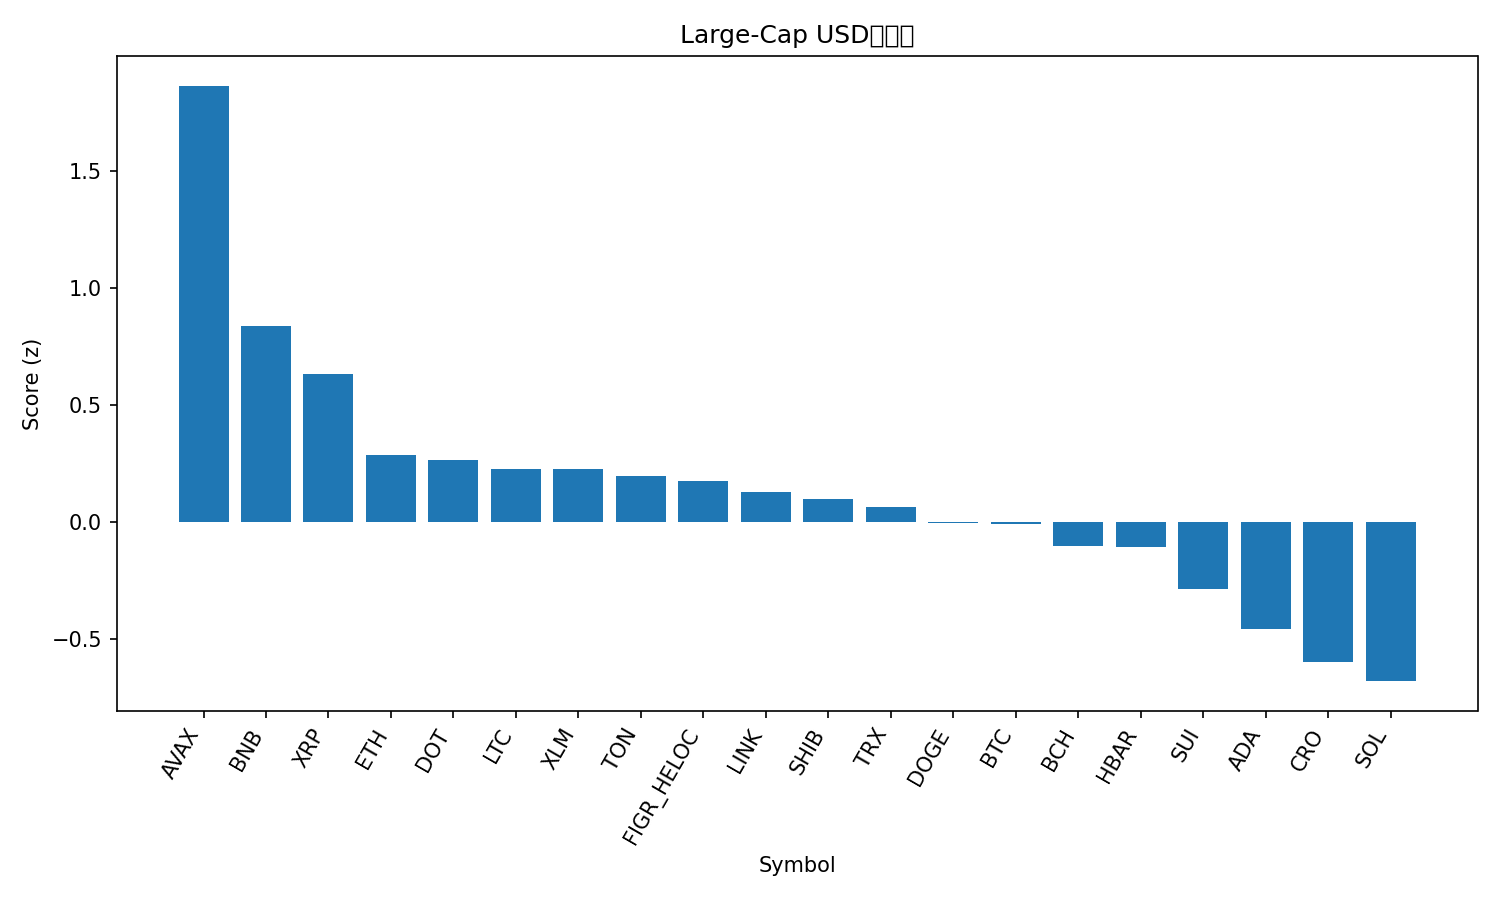 Large-Cap USD
Score (z)
1.5
1.0
0.5
0.0
−0.5
AVAX
BNB
XRP
ETH
DOT
LTC
XLM
TON
FIGR_HELOC
LINK
SHIB
TRX
DOGE
BTC
BCH
HBAR
SUI
ADA
CRO
SOL
Symbol